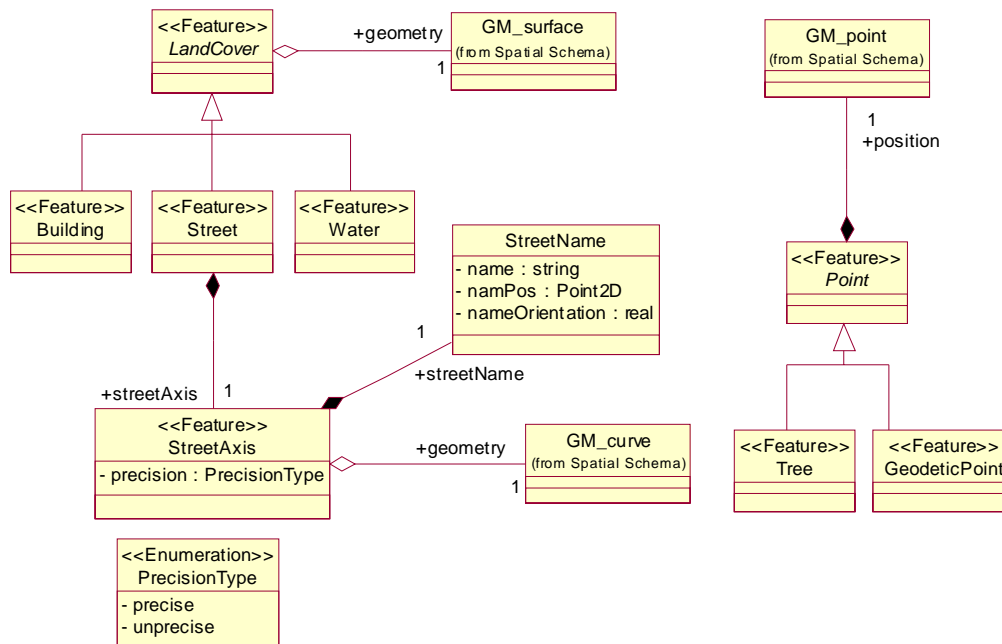 <<Feature>>
LandCover
+geometry
1
GM_surface
(from Spatial Schema)
GM_point
(from Spatial Schema)
1
+position
<<Feature>>
Building
<<Feature>>
Street
<<Feature>>
Water
StreetName
- name : string
- namPos : Point2D
- nameOrientation : real
<<Feature>>
Point
1
+streetName
+streetAxis
1
<<Feature>>
StreetAxis
- precision : PrecisionType
+geometry
1
GM_curve
(from Spatial Schema)
<<Feature>>
Tree
<<Feature>>
GeodeticPoint
<<Enumeration>>
PrecisionType
- precise
- unprecise